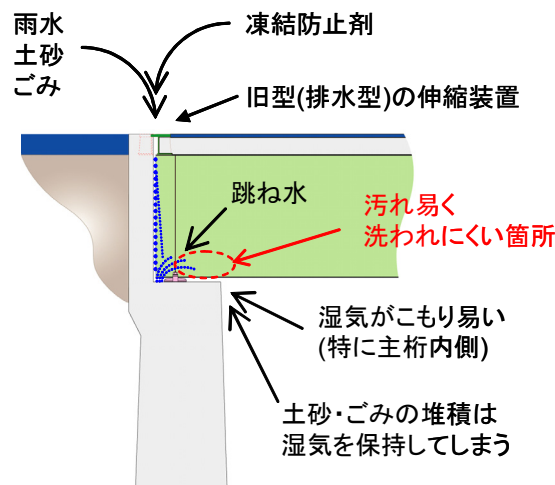 雨水
土砂
ごみ
凍結防止剤
旧型(排水型)の伸縮装置
跳ね水
汚れ易く
洗われにくい箇所
湿気がこもり易い
(特に主桁内側)
土砂・ごみの堆積は
湿気を保持してしまう